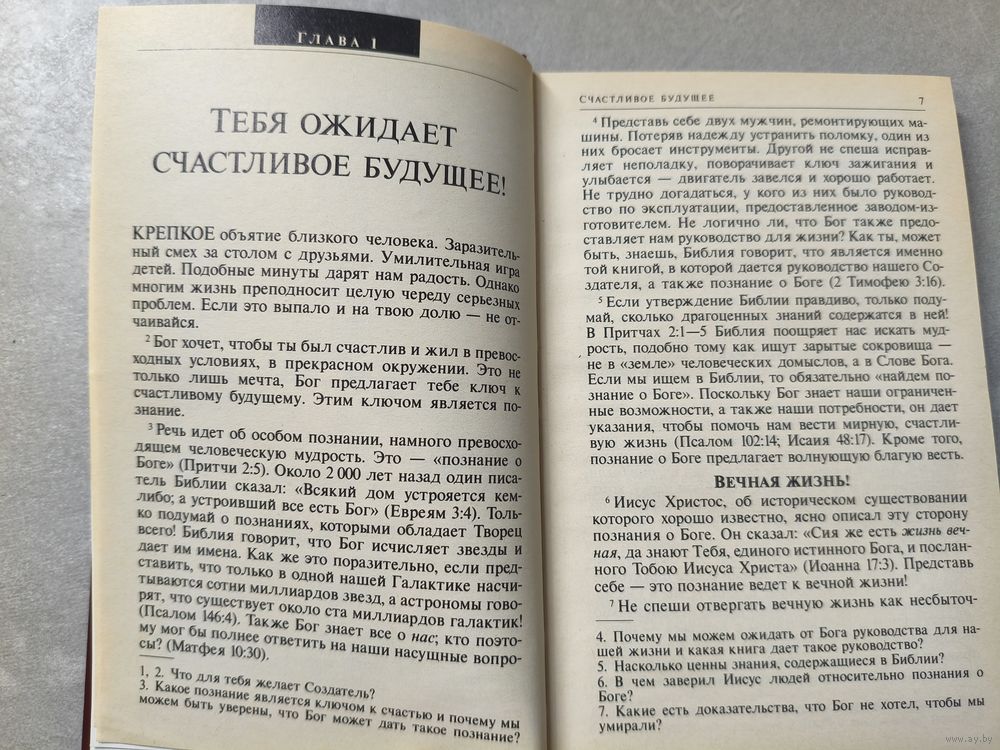 ГЛАВА 1
ТЕБЯ ОЖИДАЕТ
СЧАСТЛИВОЕ БУДУЩЕЕ!
КРЕПКОЕ объятие близкого человека. Заразитель-
ный смех за столом с друзьями. Умилительная игра
детей. Подобные минуты дарят нам радость. Однако
многим жизнь преподносит целую череду серьезных
проблем. Если это выпало и на твою долю — не от-
чаивайся.
2 Бог хочет, чтобы ты был счастлив и жил в превос-
ходных условиях, в прекрасном окружении. Это не
только лишь мечта, Бог предлагает тебе ключ к
счастливому будущему. Этим ключом является по-
знание.
3 Речь идет об особом познании, намного превосхо-
дящем человеческую мудрость. Это — «познание о
Боге» (Притчи 2:5). Около 2 000 лет назад один писа-
тель Библии сказал: «Всякий дом устрояется кем-
либо; а устроивший все есть Бог» (Евреям 3:4). Толь-
ко подумай о познаниях, которыми обладает Творец
всего! Библия говорит, что Бог исчисляет звезды и
дает им имена. Как же это поразительно, если пред-
ставить, что только в одной нашей Галактике насчи-
тываются сотни миллиардов звезд, а астрономы гово-
рят, что существует около ста миллиардов галактик!
(Псалом 146:4). Также Бог знает все о нас; кто поэто-
му мог бы полнее ответить на наши насущные вопро-
сы? (Матфея 10:30).
1, 2. Что для тебя желает Создатель?
3. Какое познание является ключом к счастью и почему мы
можем быть уверены, что Бог может дать такое познание?
СЧАСТЛИВОЕ БУДУЩЕЕ 7
4 Представь себе двух мужчин, ремонтирующих ма-
шины. Потеряв надежду устранить поломку, один из
них бросает инструменты. Другой не спеша исправ-
ляет неполадку, поворачивает ключ зажигания и
улыбается — двигатель завелся и хорошо работает.
Не трудно догадаться, у кого из них было руковод-
ство по эксплуатации, предоставленное заводом-из-
готовителем. Не логично ли, что Бог также предо-
ставляет нам руководство для жизни? Как ты, может
быть, знаешь, Библия говорит, что является именно
той книгой, в которой дается руководство нашего Со-
здателя, а также познание о Боге (2 Тимофею 3:16).
5 Если утверждение Библии правдиво, только поду-
май, сколько драгоценных знаний содержатся в ней!
В Притчах 2:1—5 Библия поощряет нас искать муд-
рость, подобно тому как ищут зарытые сокровища —
не в «земле» человеческих домыслов, а в Слове Бога.
Если мы ищем в Библии, то обязательно «найдем по-
знание о Боге». Поскольку Бог знает наши ограничен-
ные возможности, а также наши потребности, он дает
указания, чтобы помочь нам вести мирную, счастли-
вую жизнь (Псалом 102:14; Исаия 48:17). Кроме того,
познание о Боге предлагает волнующую благую весть.
ВЕЧНАЯ ЖИЗНЬ!
6 Иисус Христос, об историческом существовании
которого хорошо известно, ясно описал эту сторону
познания о Боге. Он сказал: «Сия же есть жизнь веч-
ная, да знают Тебя, единого истинного Бога, и послан-
ного Тобою Иисуса Христа» (Иоанна 17:3). Представь
себе — это познание ведет к вечной жизни!
7 Не спеши отвергать вечную жизнь как несбыточ-
4. Почему мы можем ожидать от Бога руководства для на-
шей жизни и какая книга дает такое руководство?
5. Насколько ценны знания, содержащиеся в Библии?
6. В чем заверил Иисус людей относительно познания о
Боге?
7. Какие есть доказательства, что Бог не хотел, чтобы мы
умирали?
www.ay.by